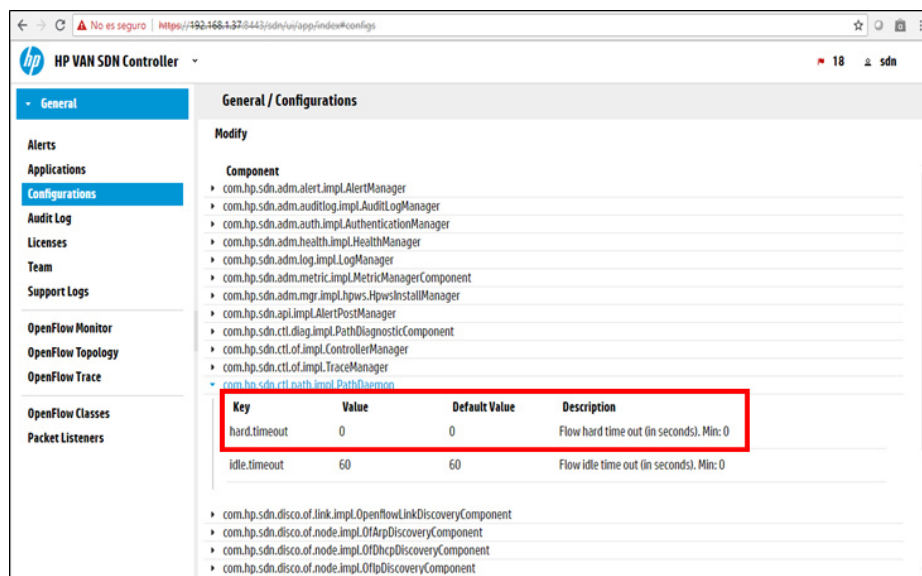 No es seguro | https://192.168.1.37:8443/sdn/ui/app/index#configs
hp HP VAN SDN Controller 18 sdn
General
General / Configurations
Modify
Alerts
Applications
Configurations
Audit Log
Licenses
Team
Support Logs
OpenFlow Monitor
OpenFlow Topology
OpenFlow Trace
OpenFlow Classes
Packet Listeners
Component
com.hp.sdn.adm.alert.impl.AlertManager
com.hp.sdn.adm.auditlog.impl.AuditLogManager
com.hp.sdn.adm.auth.impl.AuthenticationManager
com.hp.sdn.adm.health.impl.HealthManager
com.hp.sdn.adm.log.impl.LogManager
com.hp.sdn.adm.metric.impl.MetricManagerComponent
com.hp.sdn.adm.mgr.impl.hpws.HpwsInstallManager
com.hp.sdn.api.impl.AlertPostManager
com.hp.sdn.ctl.diag.impl.PathDiagnosticComponent
com.hp.sdn.ctl.of.impl.ControllerManager
com.hp.sdn.ctl.of.impl.TraceManager
com.hp.sdn.ctl.path.impl.PathDaemon
Key Value Default Value Description
hard.timeout 0 0 Flow hard time out (in seconds). Min: 0
idle.timeout 60 60 Flow idle time out (in seconds). Min: 0
com.hp.sdn.disco.of.link.impl.OpenflowLinkDiscoveryComponent
com.hp.sdn.disco.of.node.impl.OfArpDiscoveryComponent
com.hp.sdn.disco.of.node.impl.OfDhcpDiscoveryComponent
com.hp.sdn.disco.of.node.impl.OfIpDiscoveryComponent